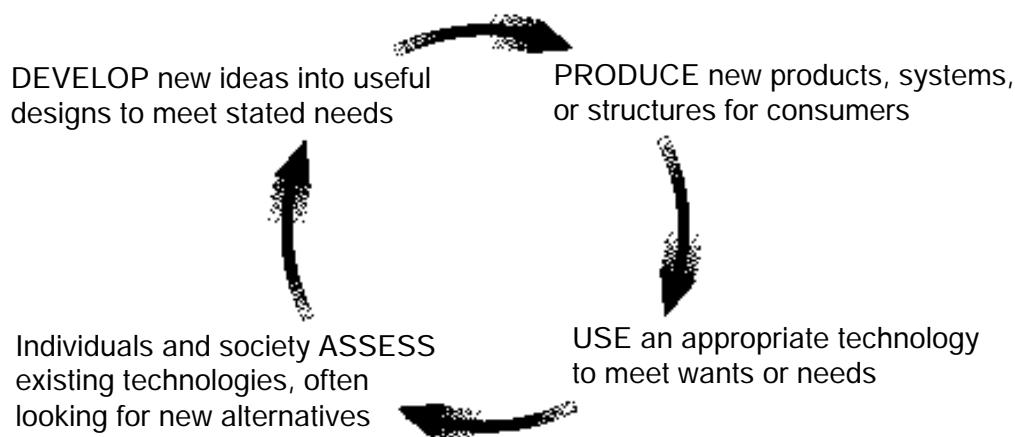 DEVELOP new ideas into useful
designs to meet stated needs
PRODUCE new products, systems,
or structures for consumers
USE an appropriate technology
to meet wants or needs
Individuals and society ASSESS
existing technologies, often
looking for new alternatives